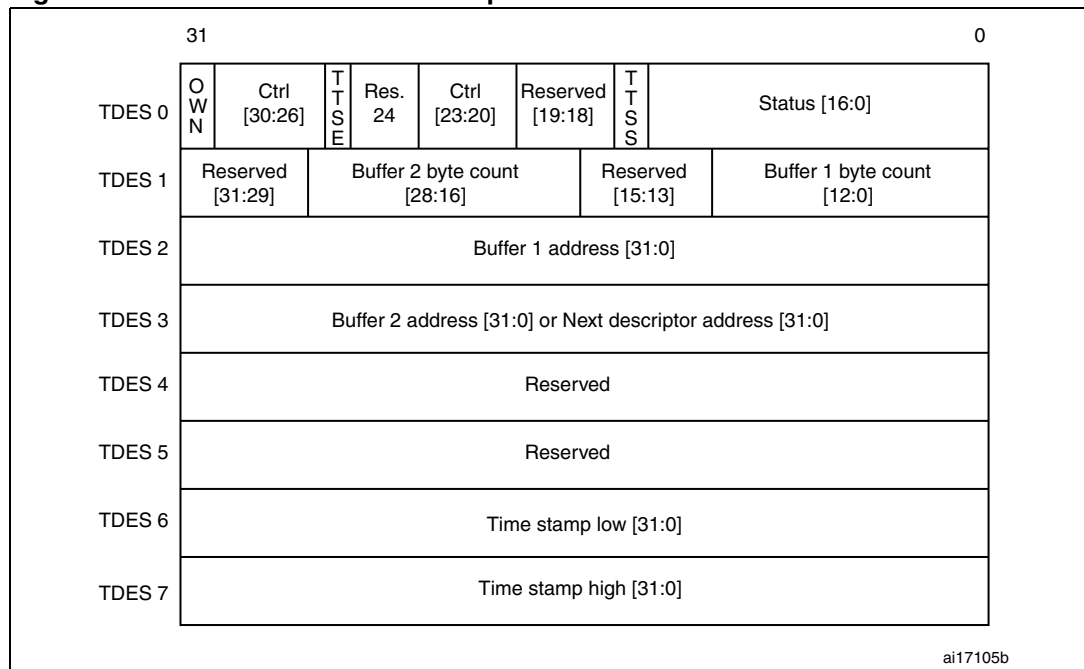 31 0
TDES 0
OWN
Ctrl
[30:26]
TTSE
Res.
24
Ctrl
[23:20]
Reserved
[19:18]
TTSS
Status [16:0]
TDES 1
Reserved
[31:29]
Buffer 2 byte count
[28:16]
Reserved
[15:13]
Buffer 1 byte count
[12:0]
TDES 2
Buffer 1 address [31:0]
TDES 3
Buffer 2 address [31:0] or Next descriptor address [31:0]
TDES 4
Reserved
TDES 5
Reserved
TDES 6
Time stamp low [31:0]
TDES 7
Time stamp high [31:0]
ai17105b